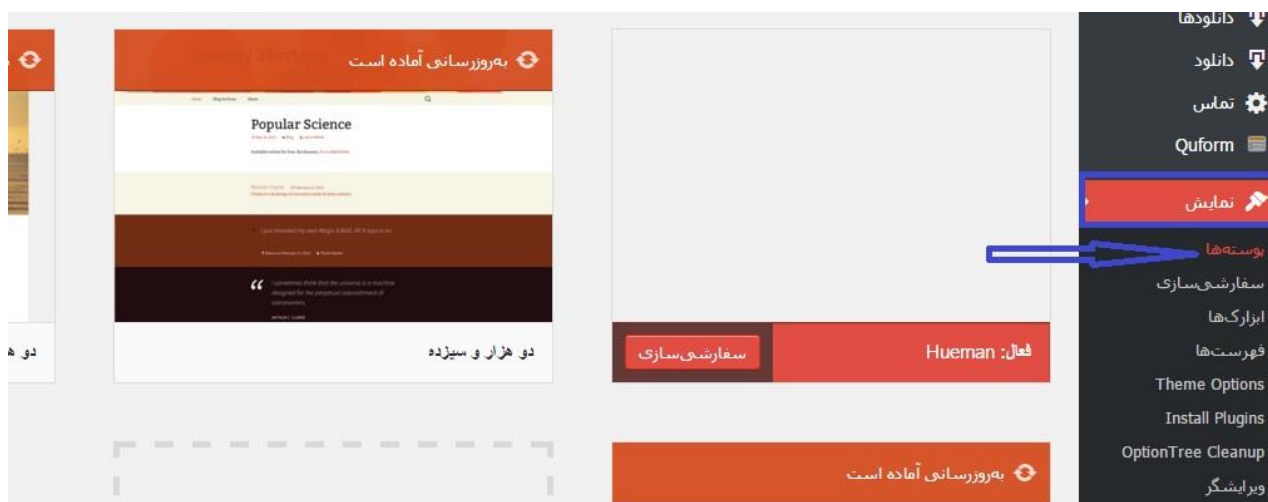 دانلودها
دانلود
تماس
Quform
نمایش
پوسته‌ها
سفارشی‌سازی
ابزارک‌ها
فهرست‌ها
Theme Options
Install Plugins
OptionTree Cleanup
ویرایشگر
فعال: Hueman
سفارشی‌سازی
به‌روزرسانی آماده است
به‌روزرسانی آماده است
Popular Science
دو هزار و سیزده
دو